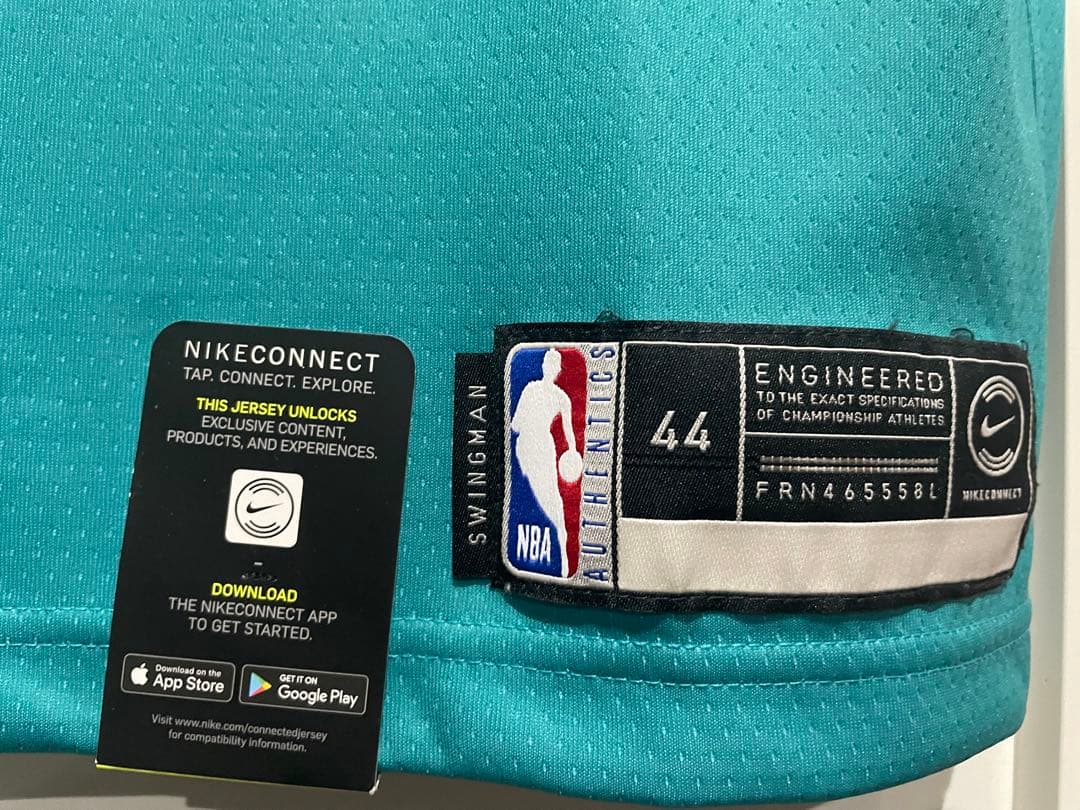 NIKECONNECT
TAP. CONNECT. EXPLORE.
THIS JERSEY UNLOCKS
EXCLUSIVE CONTENT,
PRODUCTS, AND EXPERIENCES.
DOWNLOAD
THE NIKECONNECT APP
TO GET STARTED.
Download on the
App Store
GET IT ON
Google Play
Visit www.nike.com/connectedjersey
for compatibility information.
SWINGMAN
NBA
AUTHENTICS
44
ENGINEERED
TO THE EXACT SPECIFICATIONS
OF CHAMPIONSHIP ATHLETES
FRN465558L
NIKECONNECT